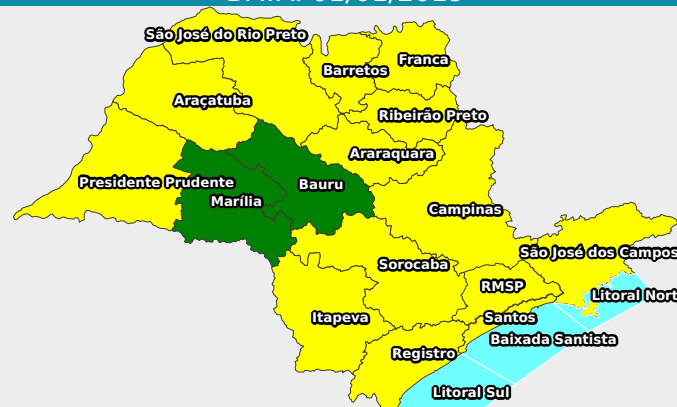 São José do Rio Preto
Franca
Barretos
Araçatuba
Ribeirão Preto
Araraquara
Presidente Prudente
Bauru
Marília
Campinas
São José dos Campos
Sorocaba
RMSP
Litoral Nort
Itapeva
Santos
Baixada Santista
Registro
Litoral Sul